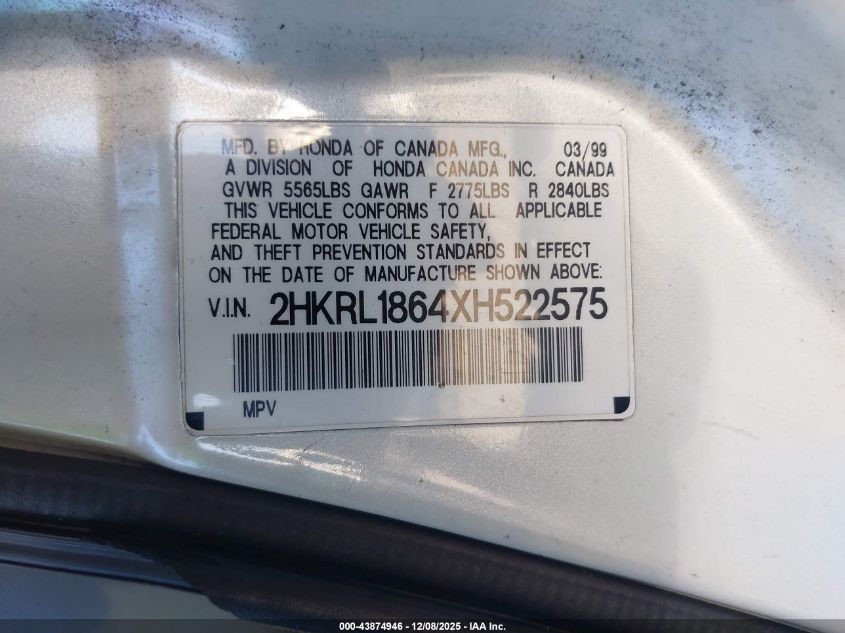 MFD. BY HONDA OF CANADA MFG., 03/99
A DIVISION OF HONDA CANADA INC. CANADA
GVWR 5565LBS GAWR F 2775LBS R 2840LBS
THIS VEHICLE CONFORMS TO ALL APPLICABLE
FEDERAL MOTOR VEHICLE SAFETY,
AND THEFT PREVENTION STANDARDS IN EFFECT
ON THE DATE OF MANUFACTURE SHOWN ABOVE:
V.I.N. 2HKRL1864XH522575
MPV
000-43874946 - 12/08/2025 - IAA Inc.